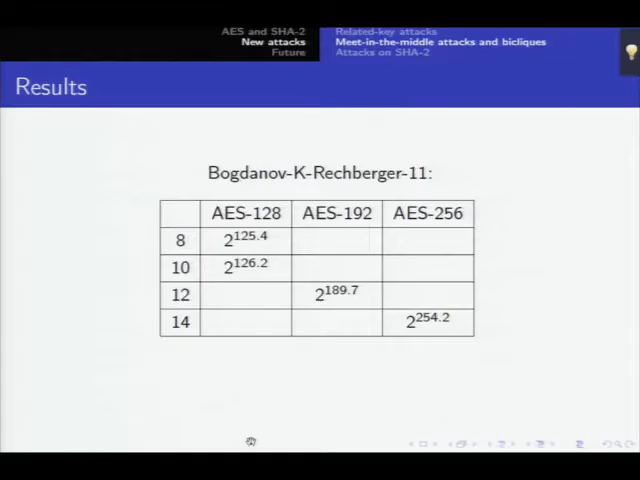 AES and SHA-2
New attacks
Future
Related-key attacks
Meet-in-the-middle attacks and bicliques
Attacks on SHA-2
Results
Bogdanov-K-Rechberger-11:
AES-128 AES-192 AES-256
8 2^125.4
10 2^126.2
12 2^189.7
14 2^254.2